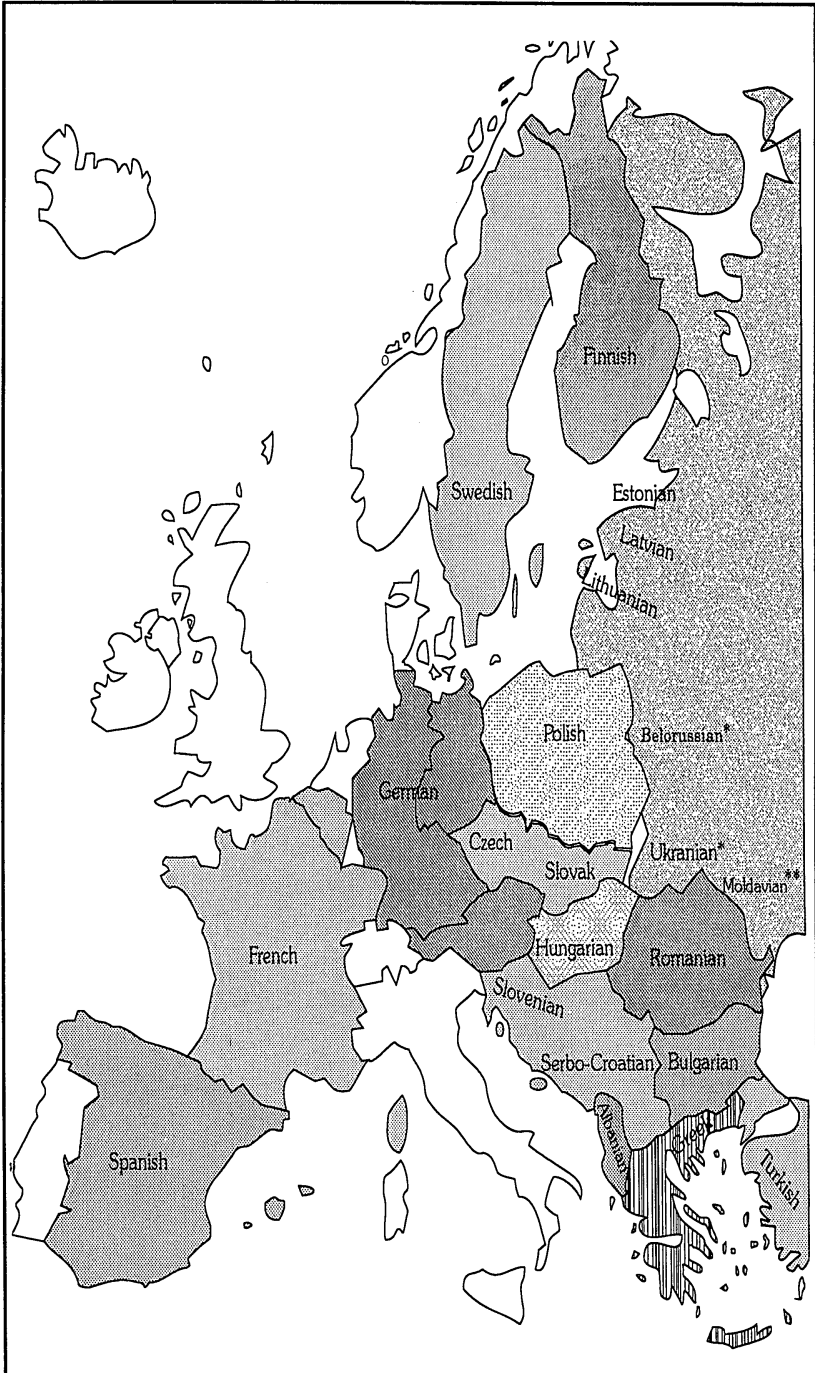 Finnish
Swedish
Estonian
Latvian
Lithuanian
Polish
Belorussian*
German
Czech
Ukranian*
Slovak
Moldavian**
French
Hungarian
Romanian
Slovenian
Serbo-Croatian
Bulgarian
Albanian
Greek
Spanish
Turkish